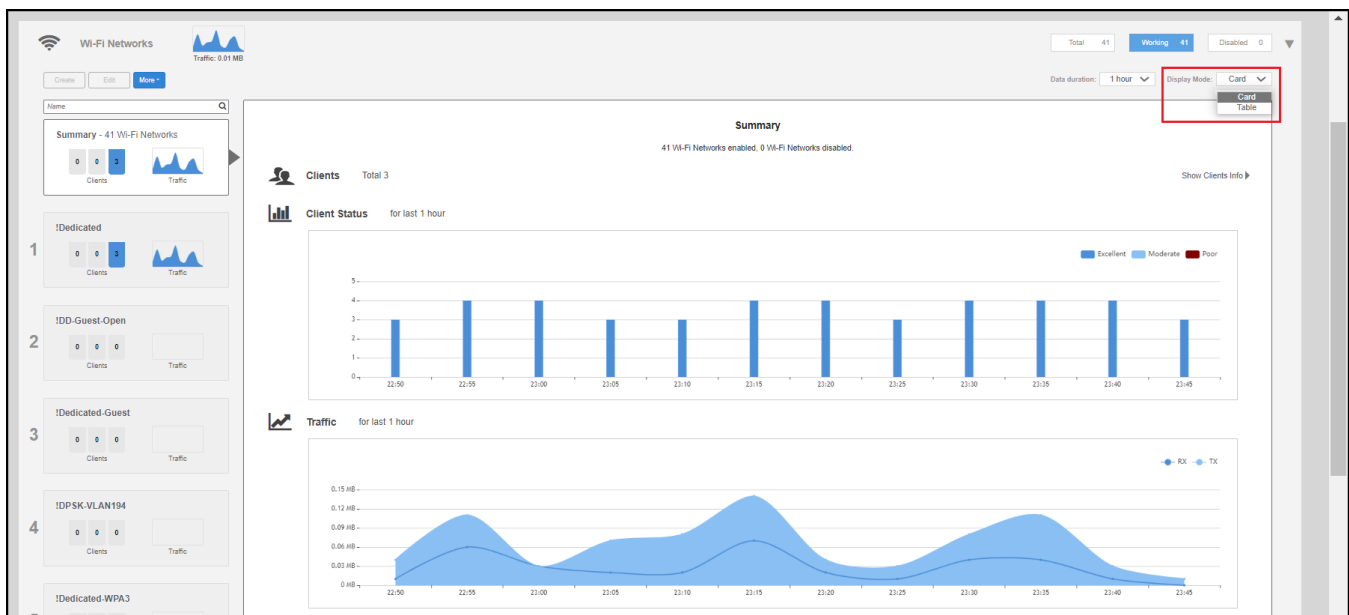 Wi-Fi Networks
Traffic: 0.01 MB
Total 41
Working 41
Disabled 0
Create
Edit
More
Data duration:
1 hour
Display Mode:
Card
Card
Table
Name
Summary - 41 Wi-Fi Networks
0 0 3
Clients
Traffic
1
!Dedicated
0 0 3
Clients
Traffic
2
!DD-Guest-Open
0 0 0
Clients
Traffic
3
!Dedicated-Guest
0 0 0
Clients
Traffic
4
!DPSK-VLAN194
0 0 0
Clients
Traffic
!Dedicated-WPA3
Summary
41 Wi-Fi Networks enabled, 0 Wi-Fi Networks disabled.
Clients Total 3
Show Clients Info
Client Status for last 1 hour
Excellent Moderate Poor
5
4
3
2
1
0
22:50 22:55 23:00 23:05 23:10 23:15 23:20 23:25 23:30 23:35 23:40 23:45
Traffic for last 1 hour
RX TX
0.15 MB
0.12 MB
0.09 MB
0.06 MB
0.03 MB
0 MB
22:50 22:55 23:00 23:05 23:10 23:15 23:20 23:25 23:30 23:35 23:40 23:45